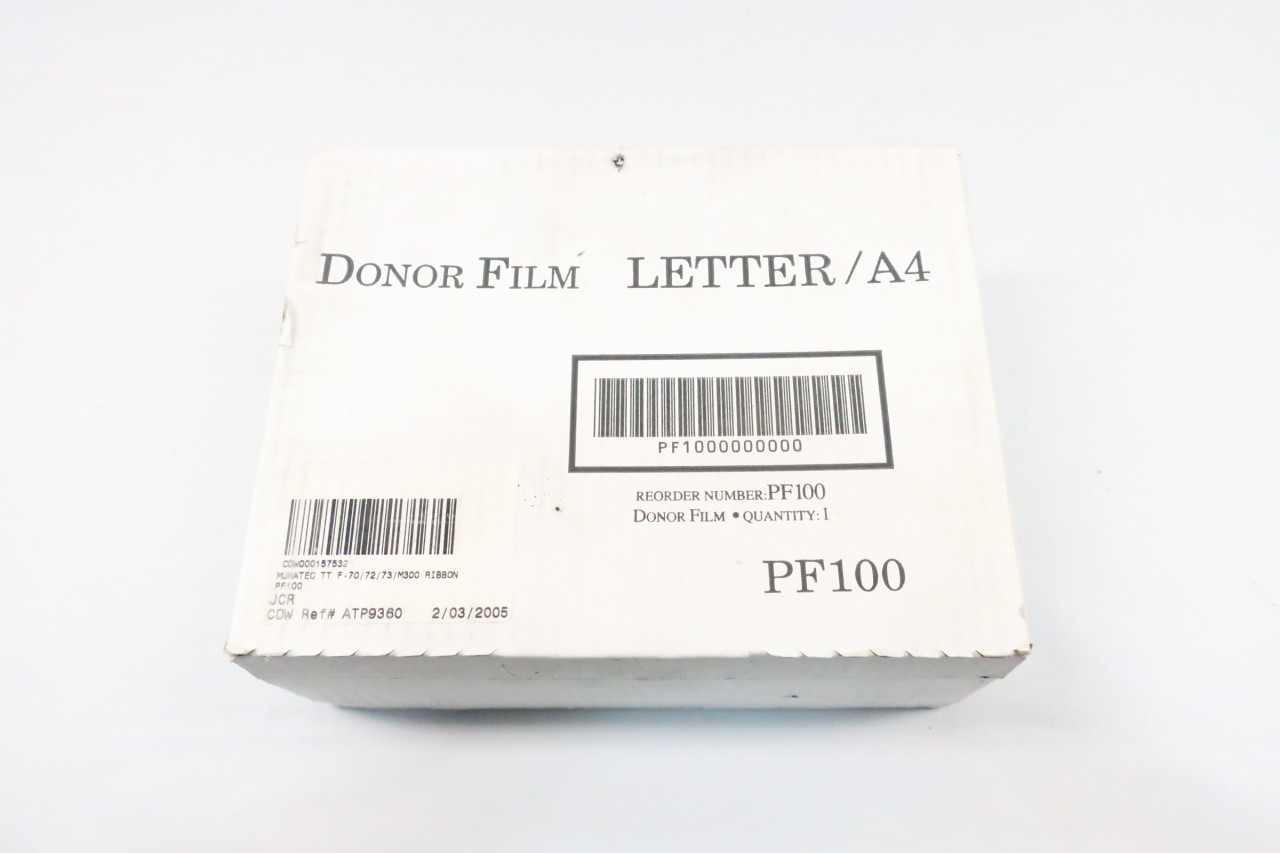 DONOR FILM LETTER/A4
PF1000000000
REORDER NUMBER:PF100
DONOR FILM • QUANTITY:1
PF100
CDW000157532
MURATEC TT F-70/72/73/M300 RIBBON
PF100
JCR
CDW Ref# ATP9360 2/03/2005